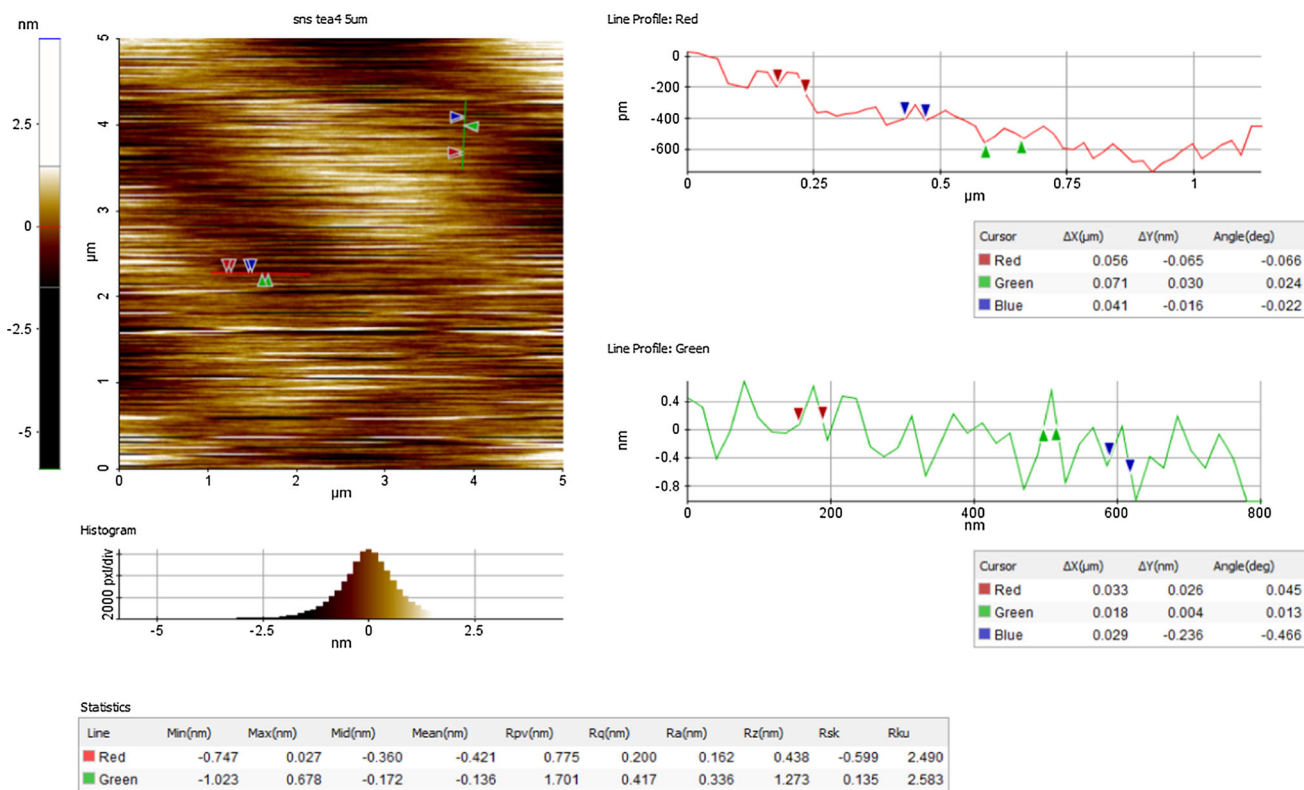 nm
sns tea4 5um
2.5
0
-2.5
-5
5
4
3
2
1
0
μm
0 1 2 3 4 5
μm
Histogram
2000 pxl/div
-5 -2.5 0 2.5
nm
Line Profile: Red
0
-200
-400
-600
pm
0 0.25 0.5 0.75 1
μm
Cursor ΔX(μm) ΔY(nm) Angle(deg)
Red 0.056 -0.065 -0.066
Green 0.071 0.030 0.024
Blue 0.041 -0.016 -0.022
Line Profile: Green
0.4
0
-0.4
-0.8
nm
0 200 400 600 800
nm
Cursor ΔX(μm) ΔY(nm) Angle(deg)
Red 0.033 0.026 0.045
Green 0.018 0.004 0.013
Blue 0.029 -0.236 -0.466
Statistics
Line Min(nm) Max(nm) Mid(nm) Mean(nm) Rpv(nm) Rq(nm) Ra(nm) Rz(nm) Rsk Rku
Red -0.747 0.027 -0.360 -0.421 0.775 0.200 0.162 0.438 -0.599 2.490
Green -1.023 0.678 -0.172 -0.136 1.701 0.417 0.336 1.273 0.135 2.583